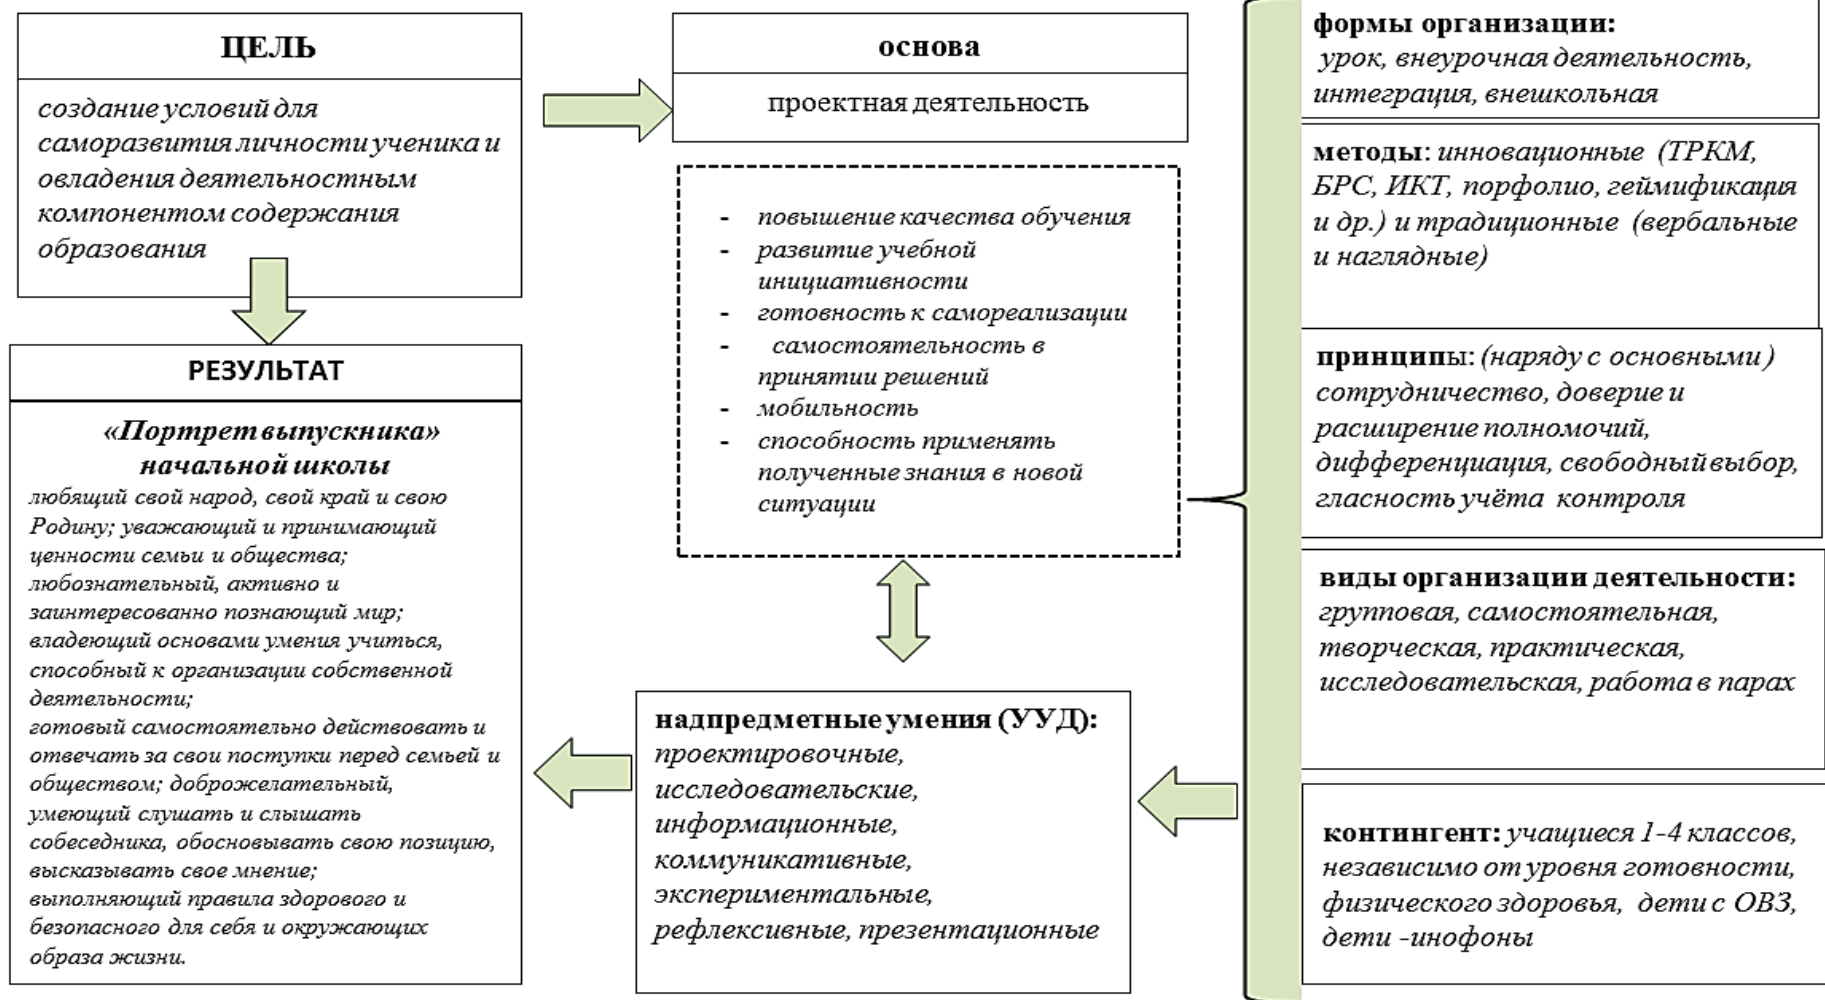 ЦЕЛЬ
создание условий для
саморазвития личности ученика и
овладения деятельностным
компонентом содержания
образования
РЕЗУЛЬТАТ
«Портрет выпускника»
начальной школы
любящий свой народ, свой край и свою
Родину; уважающий и принимающий
ценности семьи и общества;
любознательный, активно и
заинтересованно познающий мир;
владеющий основами умения учиться,
способный к организации собственной
деятельности;
готовый самостоятельно действовать и
отвечать за свои поступки перед семьей и
обществом; доброжелательный,
умеющий слушать и слышать
собеседника, обосновывать свою позицию,
высказывать свое мнение;
выполняющий правила здорового и
безопасного для себя и окружающих
образа жизни.
основа
проектная деятельность
- повышение качества обучения
- развитие учебной
инициативности
- готовность к самореализации
- самостоятельность в
принятии решений
- мобильность
- способность применять
полученные знания в новой
ситуации
надпредметные умения (УУД):
проектировочные,
исследовательские,
информационные,
коммуникативные,
экспериментальные,
рефлексивные, презентационные
формы организации:
урок, внеурочная деятельность,
интеграция, внешкольная
методы: инновационные (ТРКМ,
БРС, ИКТ, порфолио, геймификация
и др.) и традиционные (вербальные
и наглядные)
принципы: (наряду с основными )
сотрудничество, доверие и
расширение полномочий,
дифференциация, свободный выбор,
гласность учёта контроля
виды организации деятельности:
групповая, самостоятельная,
творческая, практическая,
исследовательская, работа в парах
контингент: учащиеся 1-4 классов,
независимо от уровня готовности,
физического здоровья, дети с ОВЗ,
дети -инофоны